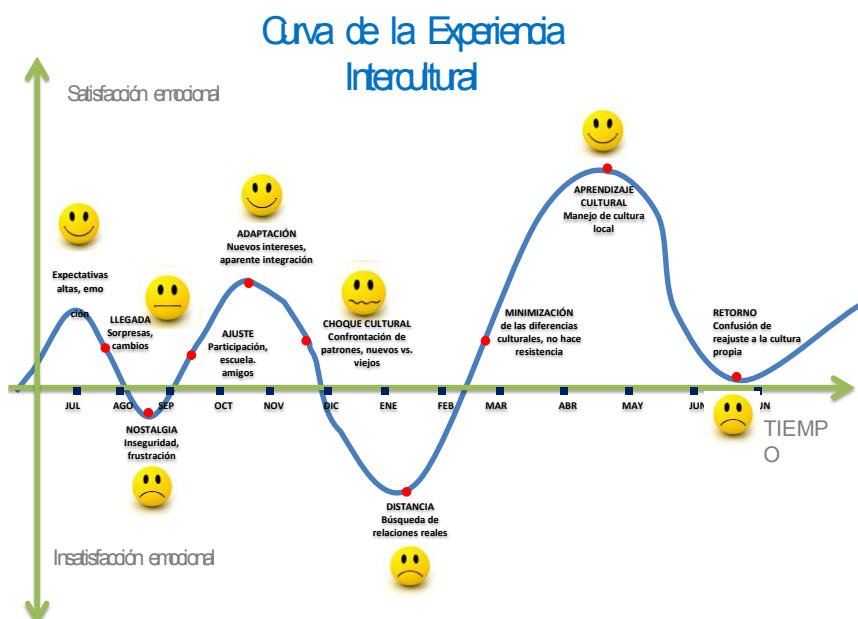 Curva de la Experiencia
Intercultural
Satisfacción emocional
Expectativas
altas, emo
ción
LLEGADA
Sorpresas,
cambios
NOSTALGIA
Inseguridad,
frustración
AJUSTE
Participación,
escuela.
amigos
ADAPTACIÓN
Nuevos intereses,
aparente integración
CHOQUE CULTURAL
Confrontación de
patrones, nuevos vs.
viejos
DISTANCIA
Búsqueda de
relaciones reales
MINIMIZACIÓN
de las diferencias
culturales, no hace
resistencia
APRENDIZAJE
CULTURAL
Manejo de cultura
local
RETORNO
Confusión de
reajuste a la cultura
propia
JUL AGO SEP OCT NOV DIC ENE FEB MAR ABR MAY JUN UN
TIEMP
O
Insatisfacción emocional